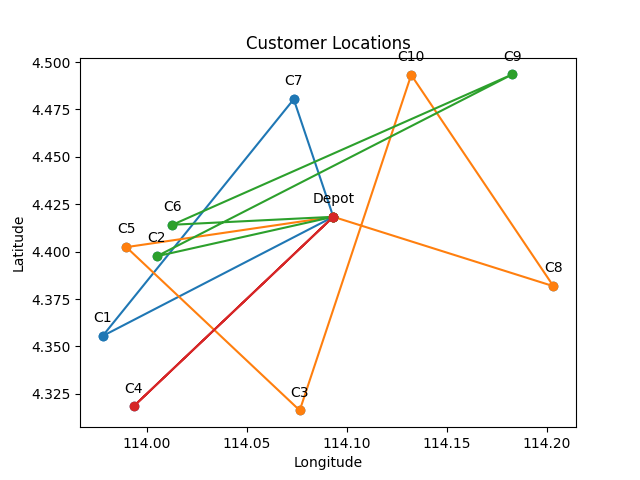 Customer Locations
4.500
4.475
4.450
4.425
4.400
4.375
4.350
4.325
Latitude
C10
C9
C7
Depot
C6
C5
C2
C8
C1
C4
C3
114.00
114.05
114.10
114.15
114.20
Longitude